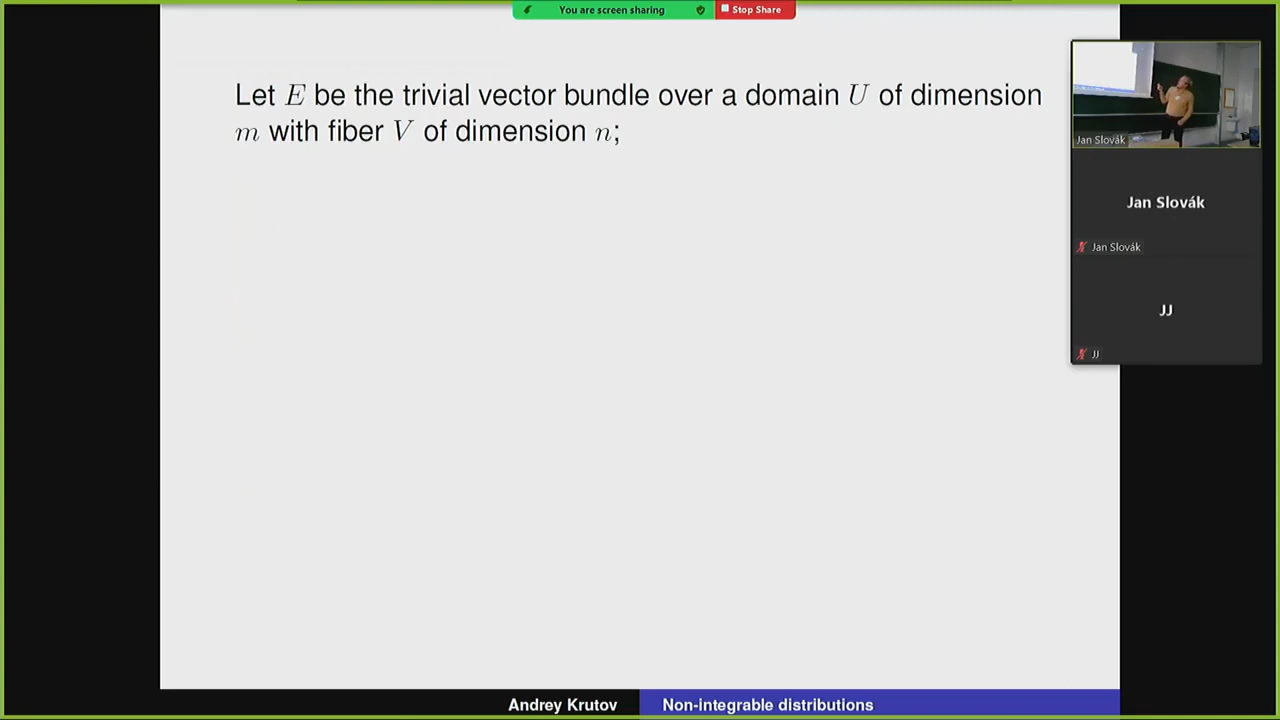 You are screen sharing
Stop Share
Let E be the trivial vector bundle over a domain U of dimension
m with fiber V of dimension n;
Jan Slovák
Jan Slovák
Jan Slovák
JJ
JJ
Andrey Krutov
Non-integrable distributions